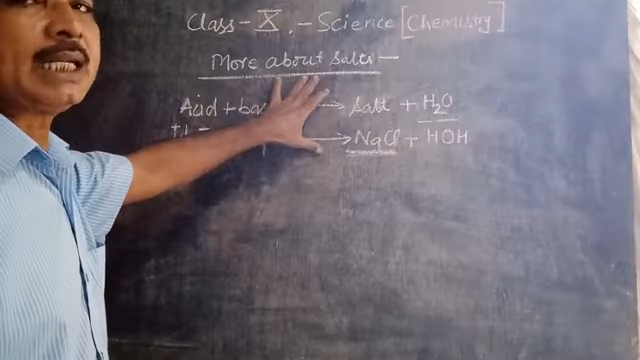 Class - X, - Science [Chemistry]
More about Salts -
Acid + ba → Salt + H2O
→ NaCl + HOH